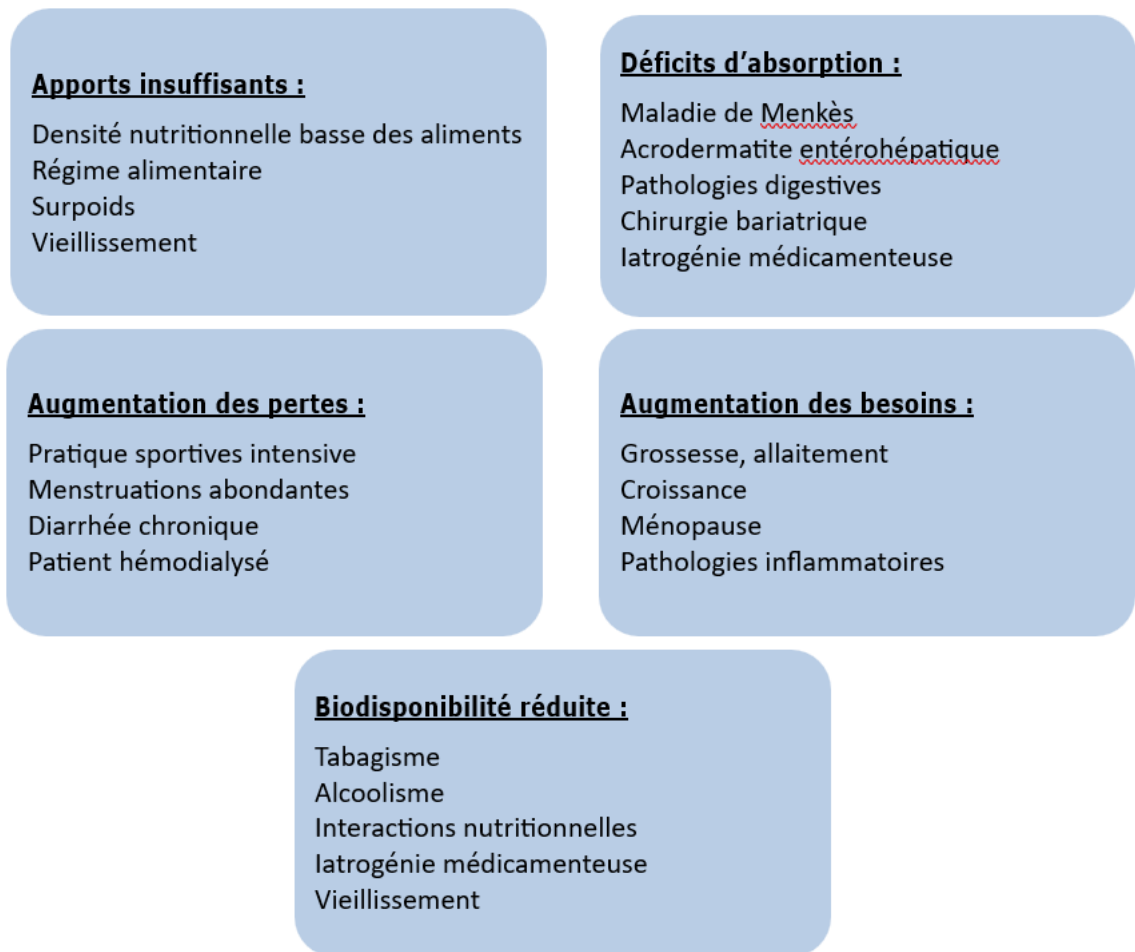 Apports insuffisants :
Densité nutritionnelle basse des aliments
Régime alimentaire
Surpoids
Vieillissement
Déficits d’absorption :
Maladie de Menkès
Acrodermatite entérohépatique
Pathologies digestives
Chirurgie bariatrique
Iatrogénie médicamenteuse
Augmentation des pertes :
Pratique sportives intensive
Menstruations abondantes
Diarrhée chronique
Patient hémodialysé
Augmentation des besoins :
Grossesse, allaitement
Croissance
Ménopause
Pathologies inflammatoires
Biodisponibilité réduite :
Tabagisme
Alcoolisme
Interactions nutritionnelles
Iatrogénie médicamenteuse
Vieillissement